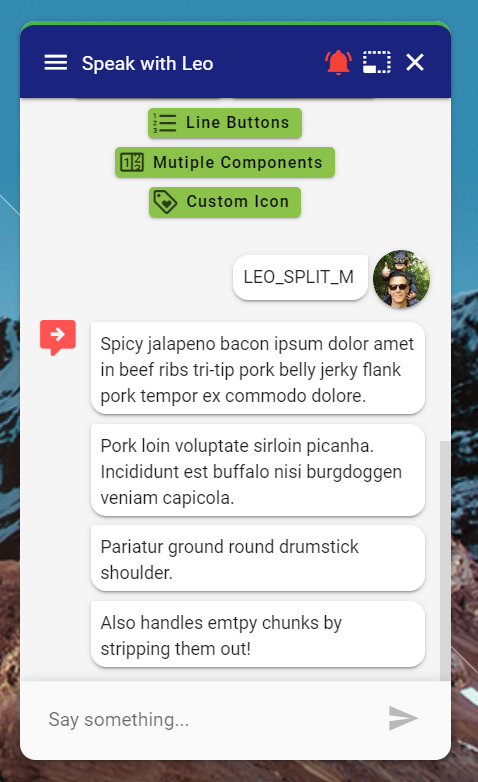 Speak with Leo
Line Buttons
Mutiple Components
Custom Icon
LEO_SPLIT_M
Spicy jalapeno bacon ipsum dolor amet
in beef ribs tri-tip pork belly jerky flank
pork tempor ex commodo dolore.
Pork loin voluptate sirloin picanha.
Incididunt est buffalo nisi burgdoggen
veniam capicola.
Pariatur ground round drumstick
shoulder.
Also handles emtpy chunks by
stripping them out!
Say something...